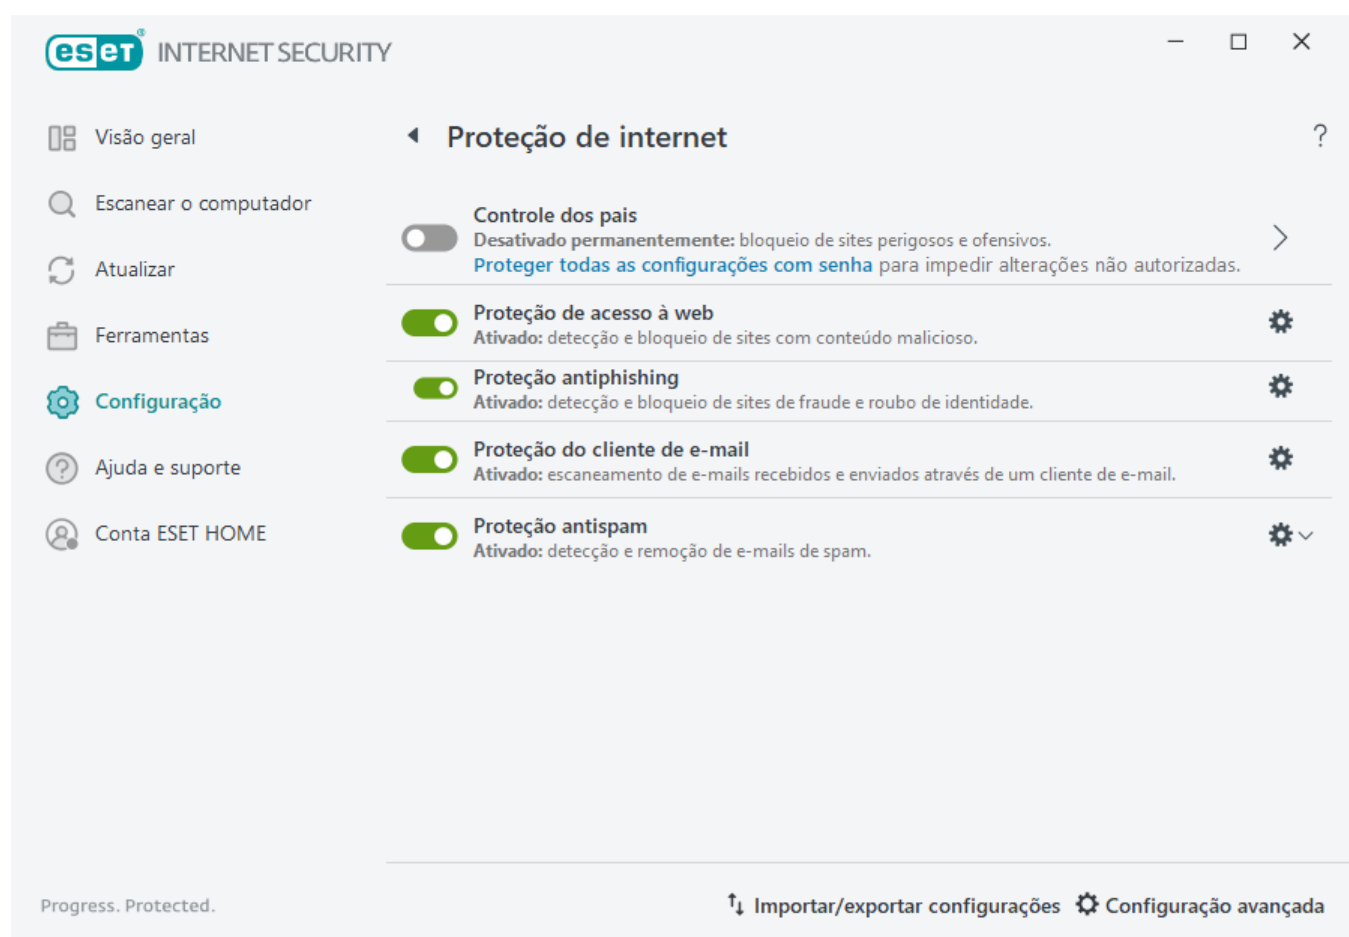 eset® INTERNET SECURITY
Visão geral
Escanear o computador
Atualizar
Ferramentas
Configuração
Ajuda e suporte
Conta ESET HOME
Proteção de internet
?
Controle dos pais
Desativado permanentemente: bloqueio de sites perigosos e ofensivos.
Proteger todas as configurações com senha para impedir alterações não autorizadas.
Proteção de acesso à web
Ativado: detecção e bloqueio de sites com conteúdo malicioso.
Proteção antiphishing
Ativado: detecção e bloqueio de sites de fraude e roubo de identidade.
Proteção do cliente de e-mail
Ativado: escaneamento de e-mails recebidos e enviados através de um cliente de e-mail.
Proteção antispam
Ativado: detecção e remoção de e-mails de spam.
Progress. Protected.
Importar/exportar configurações Configuração avançada